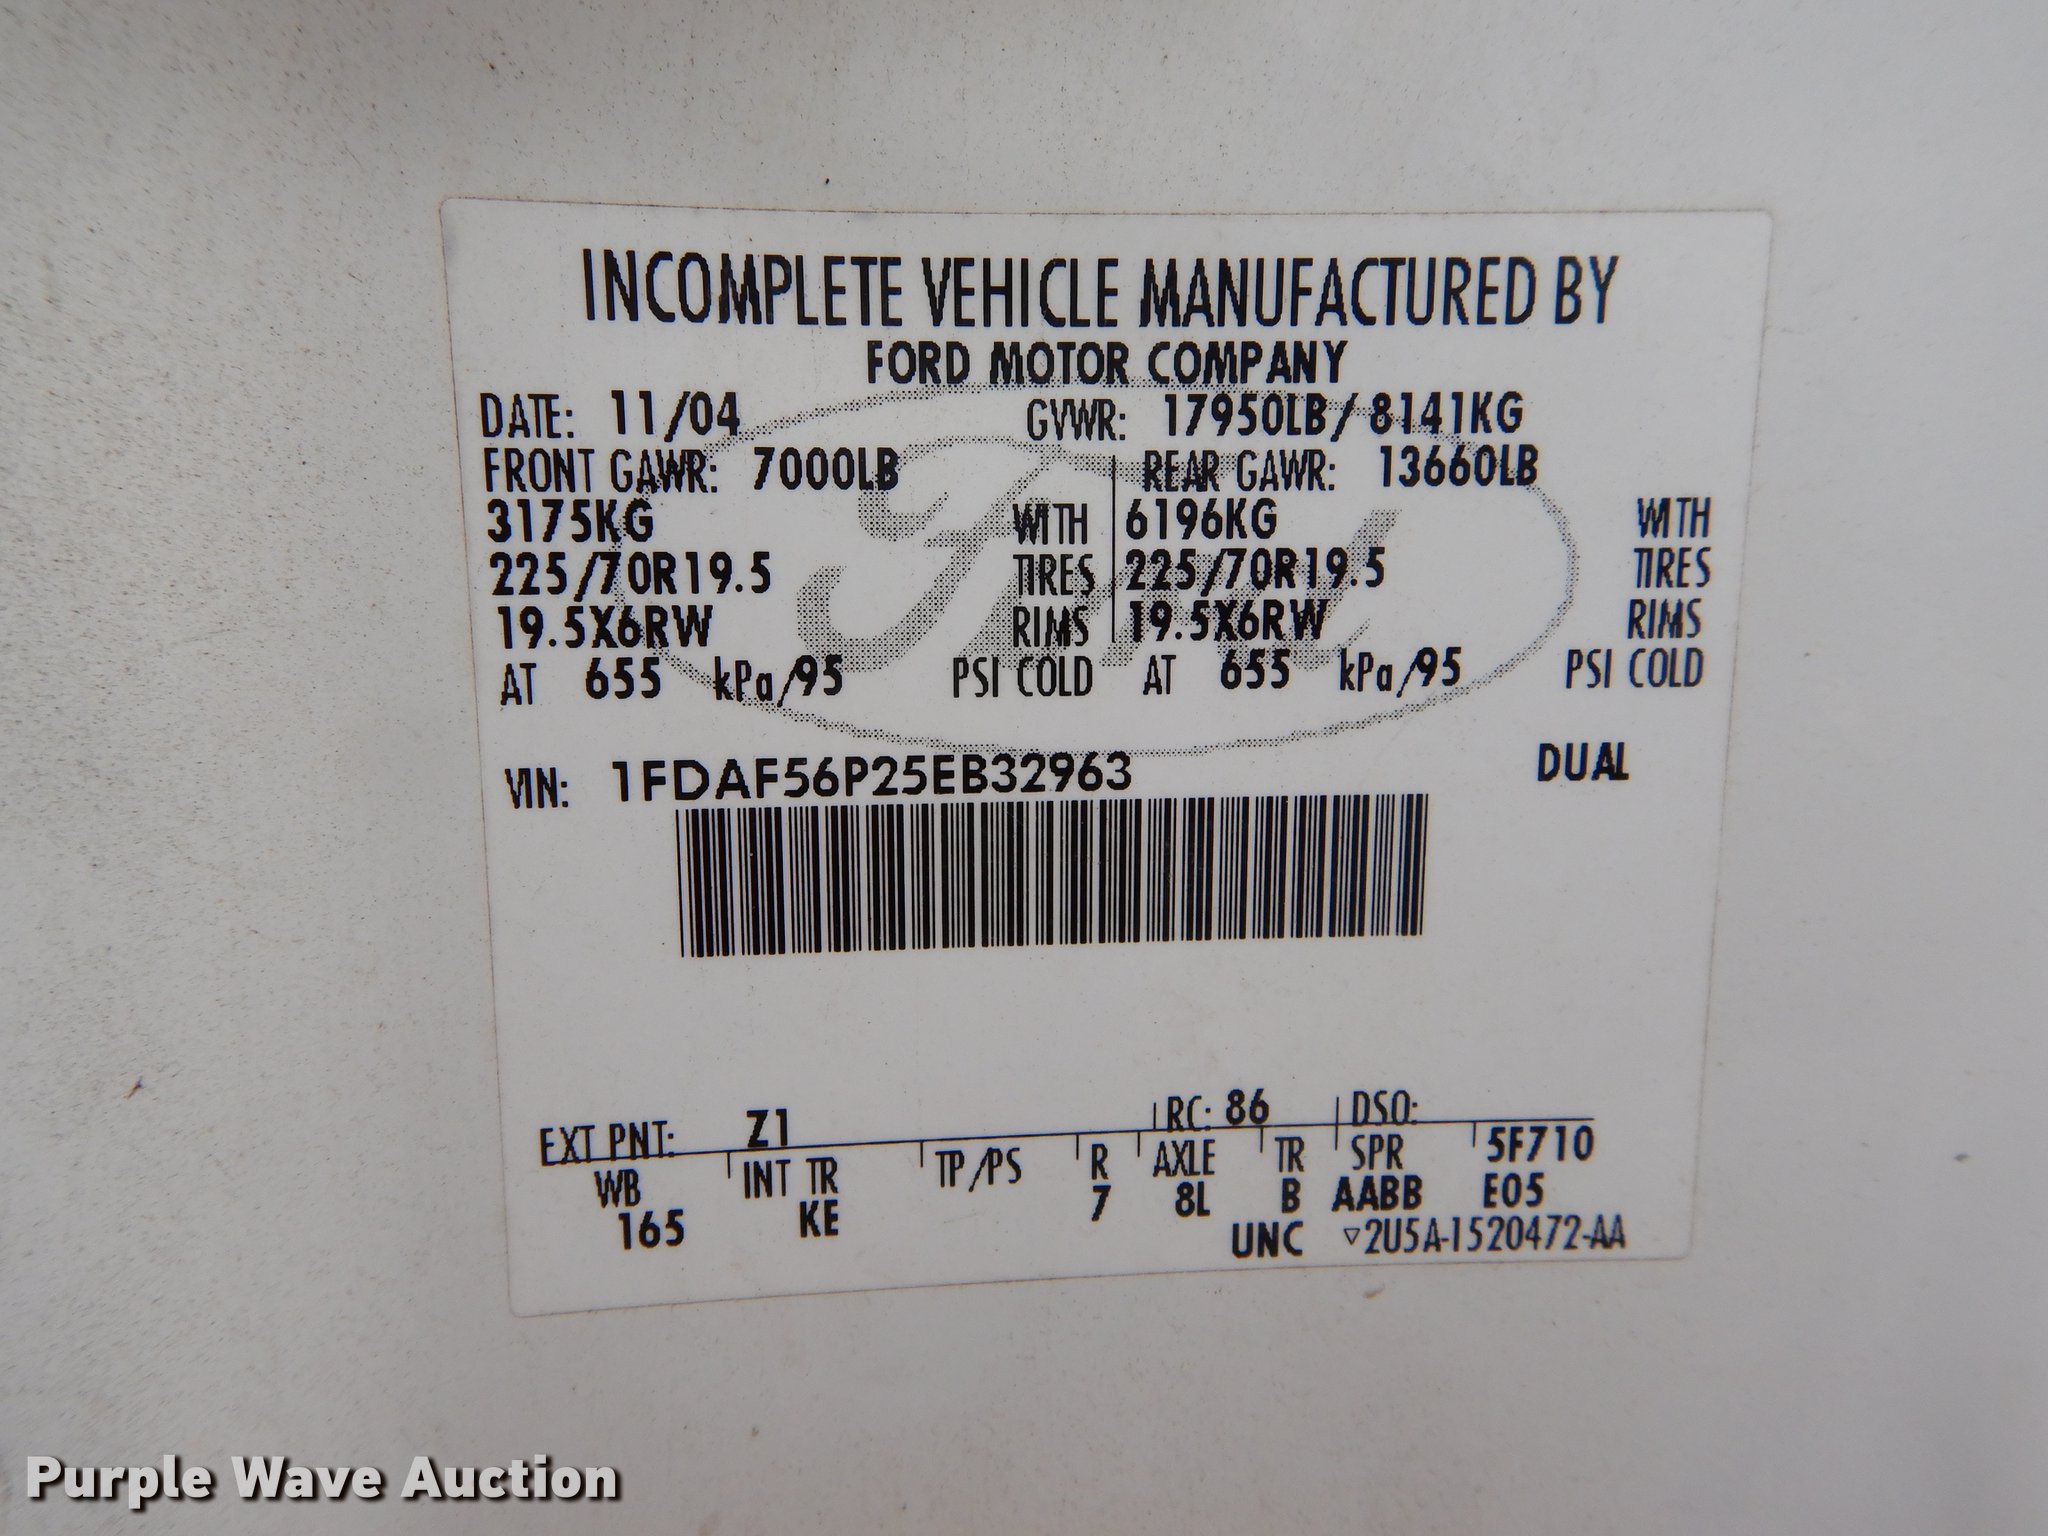 INCOMPLETE VEHICLE MANUFACTURED BY
FORD MOTOR COMPANY
DATE: 11/04 GVWR: 17950LB/ 8141KG
FRONT GAWR: 7000LB REAR GAWR: 13660LB
3175KG WITH 6196KG WITH
225/70R19.5 TIRES 225/70R19.5 TIRES
19.5X6RW RIMS 19.5X6RW RIMS
AT 655 kPa/95 PSI COLD AT 655 kPa/95 PSI COLD
Ford
VIN: 1FDAF56P25EB32963 DUAL
EXT PNT: Z1 RC: 86 DSO:
WB INT TR TP/PS R AXLE TR SPR 5F710
165 KE 7 8L B AABB E05
UNC ▽2U5A-1520472-AA
Purple Wave Auction